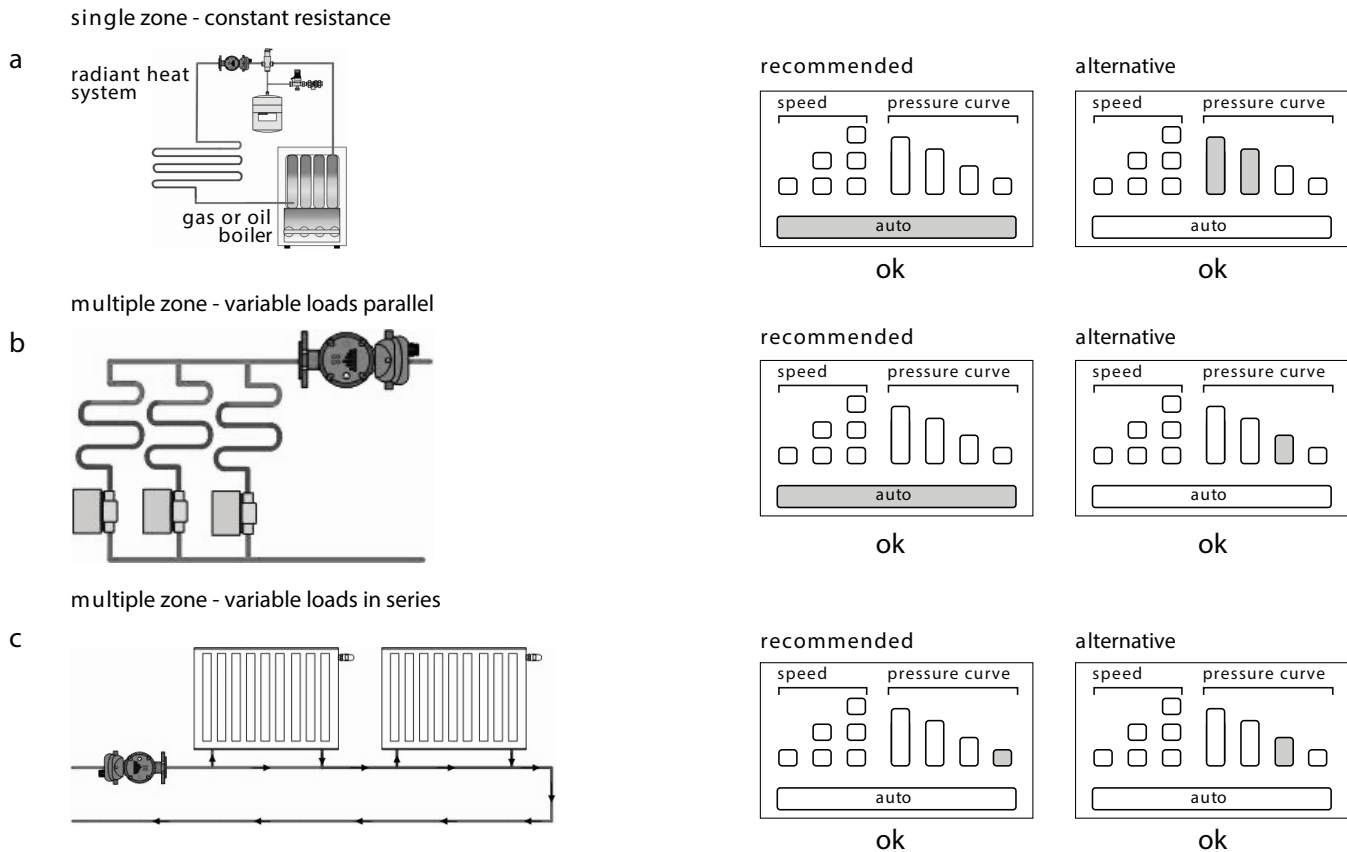 single zone - constant resistance
a
radiant heat
system
gas or oil
boiler
recommended
speed
pressure curve
auto
ok
alternative
speed
pressure curve
auto
ok
multiple zone - variable loads parallel
b
recommended
speed
pressure curve
auto
ok
alternative
speed
pressure curve
auto
ok
multiple zone - variable loads in series
c
recommended
speed
pressure curve
auto
ok
alternative
speed
pressure curve
auto
ok